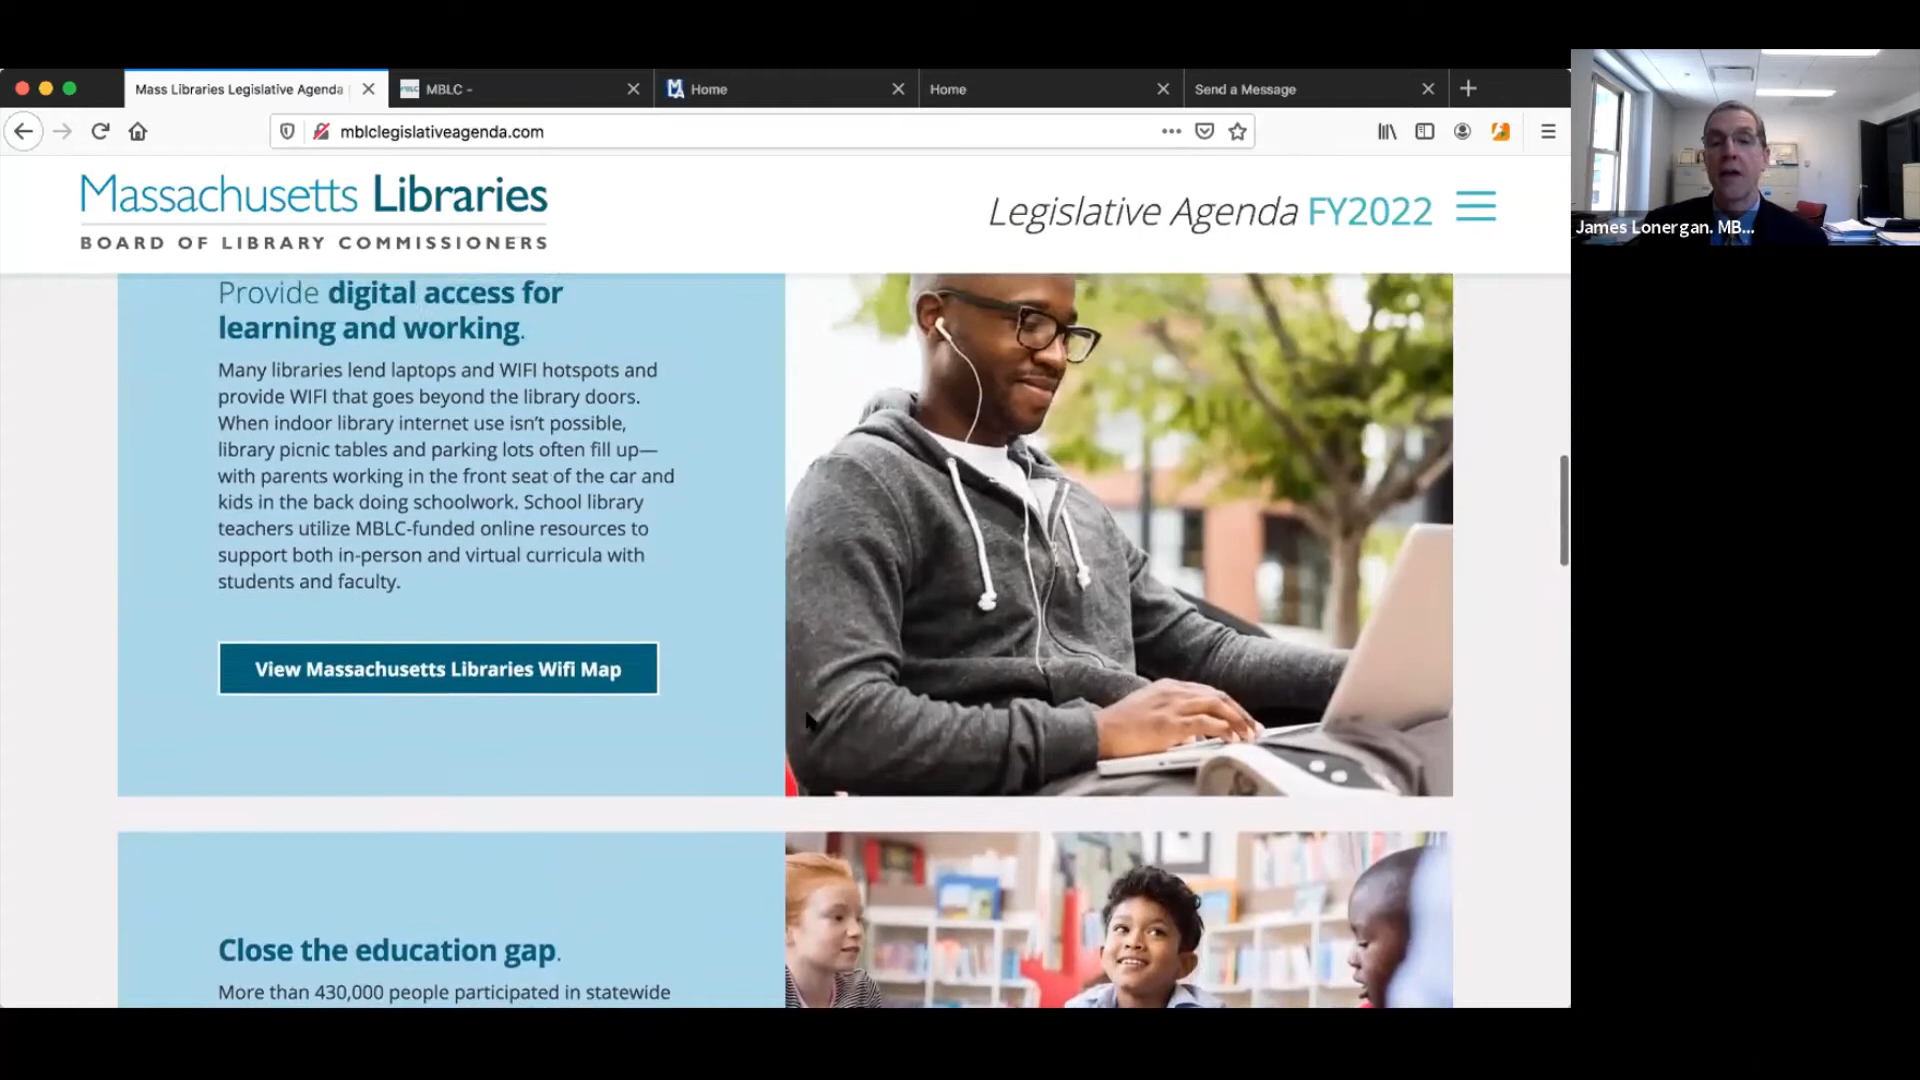 Mass Libraries Legislative Agenda
MBLC -
Home
Home
Send a Message
mblclegislativeagenda.com
Massachusetts Libraries
BOARD OF LIBRARY COMMISSIONERS
Legislative Agenda FY2022
James Lonergan. MB...
Provide digital access for
learning and working.
Many libraries lend laptops and WIFI hotspots and
provide WIFI that goes beyond the library doors.
When indoor library internet use isn't possible,
library picnic tables and parking lots often fill up—
with parents working in the front seat of the car and
kids in the back doing schoolwork. School library
teachers utilize MBLC-funded online resources to
support both in-person and virtual curricula with
students and faculty.
View Massachusetts Libraries Wifi Map
Close the education gap.
More than 430,000 people participated in statewide